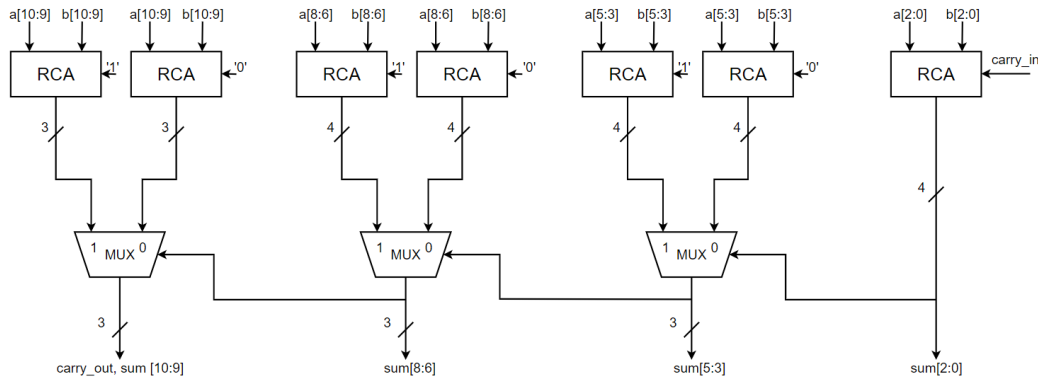 a[10:9] b[10:9] a[10:9] b[10:9] a[8:6] b[8:6] a[8:6] b[8:6] a[5:3] b[5:3] a[5:3] b[5:3] a[2:0] b[2:0]
RCA '1' RCA '0' RCA '1' RCA '0' RCA '1' RCA '0' RCA carry_in
3 3 4 4 4 4
4
1 MUX 0 1 MUX 0 1 MUX 0
3 3 3
carry_out, sum [10:9] sum[8:6] sum[5:3] sum[2:0]